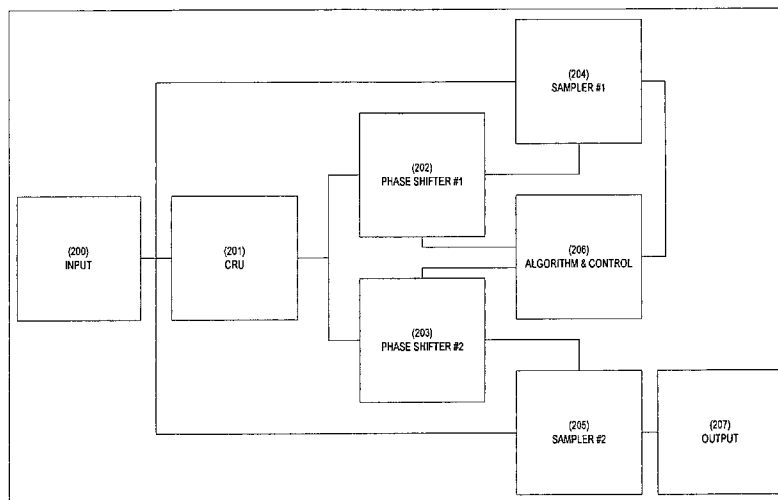 (204)
SAMPLER #1
(202)
PHASE SHIFTER #1
(200)
INPUT
(201)
CRU
(206)
ALGORITHM & CONTROL
(203)
PHASE SHIFTER #2
(205)
SAMPLER #2
(207)
OUTPUT